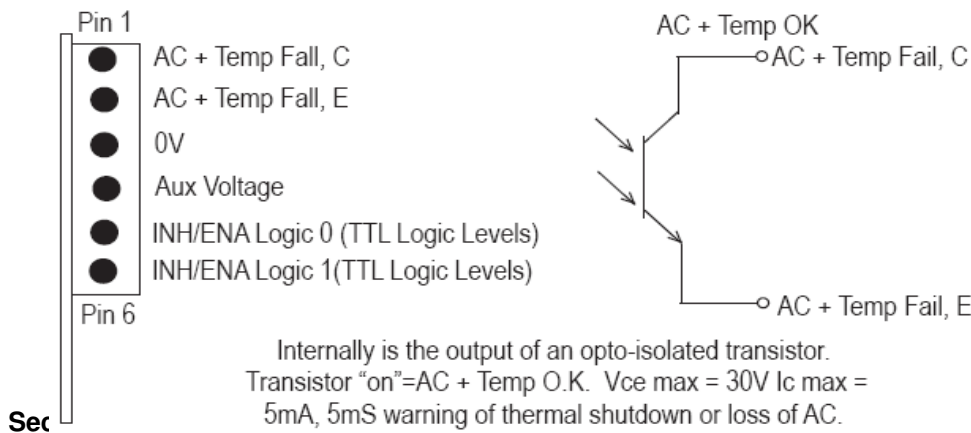 Pin 1
AC + Temp Fall, C
AC + Temp Fall, E
0V
Aux Voltage
INH/ENA Logic 0 (TTL Logic Levels)
INH/ENA Logic 1(TTL Logic Levels)
Pin 6
AC + Temp OK
AC + Temp Fail, C
AC + Temp Fail, E
Internally is the output of an opto-isolated transistor.
Transistor “on”=AC + Temp O.K. Vce max = 30V Ic max =
5mA, 5mS warning of thermal shutdown or loss of AC.